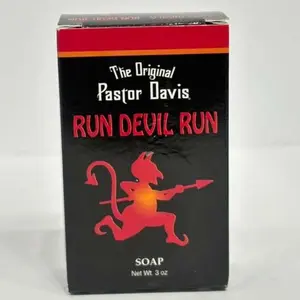 The Original
Pastor Davis
RUN DEVIL RUN
SOAP
Net Wt. 3 oz